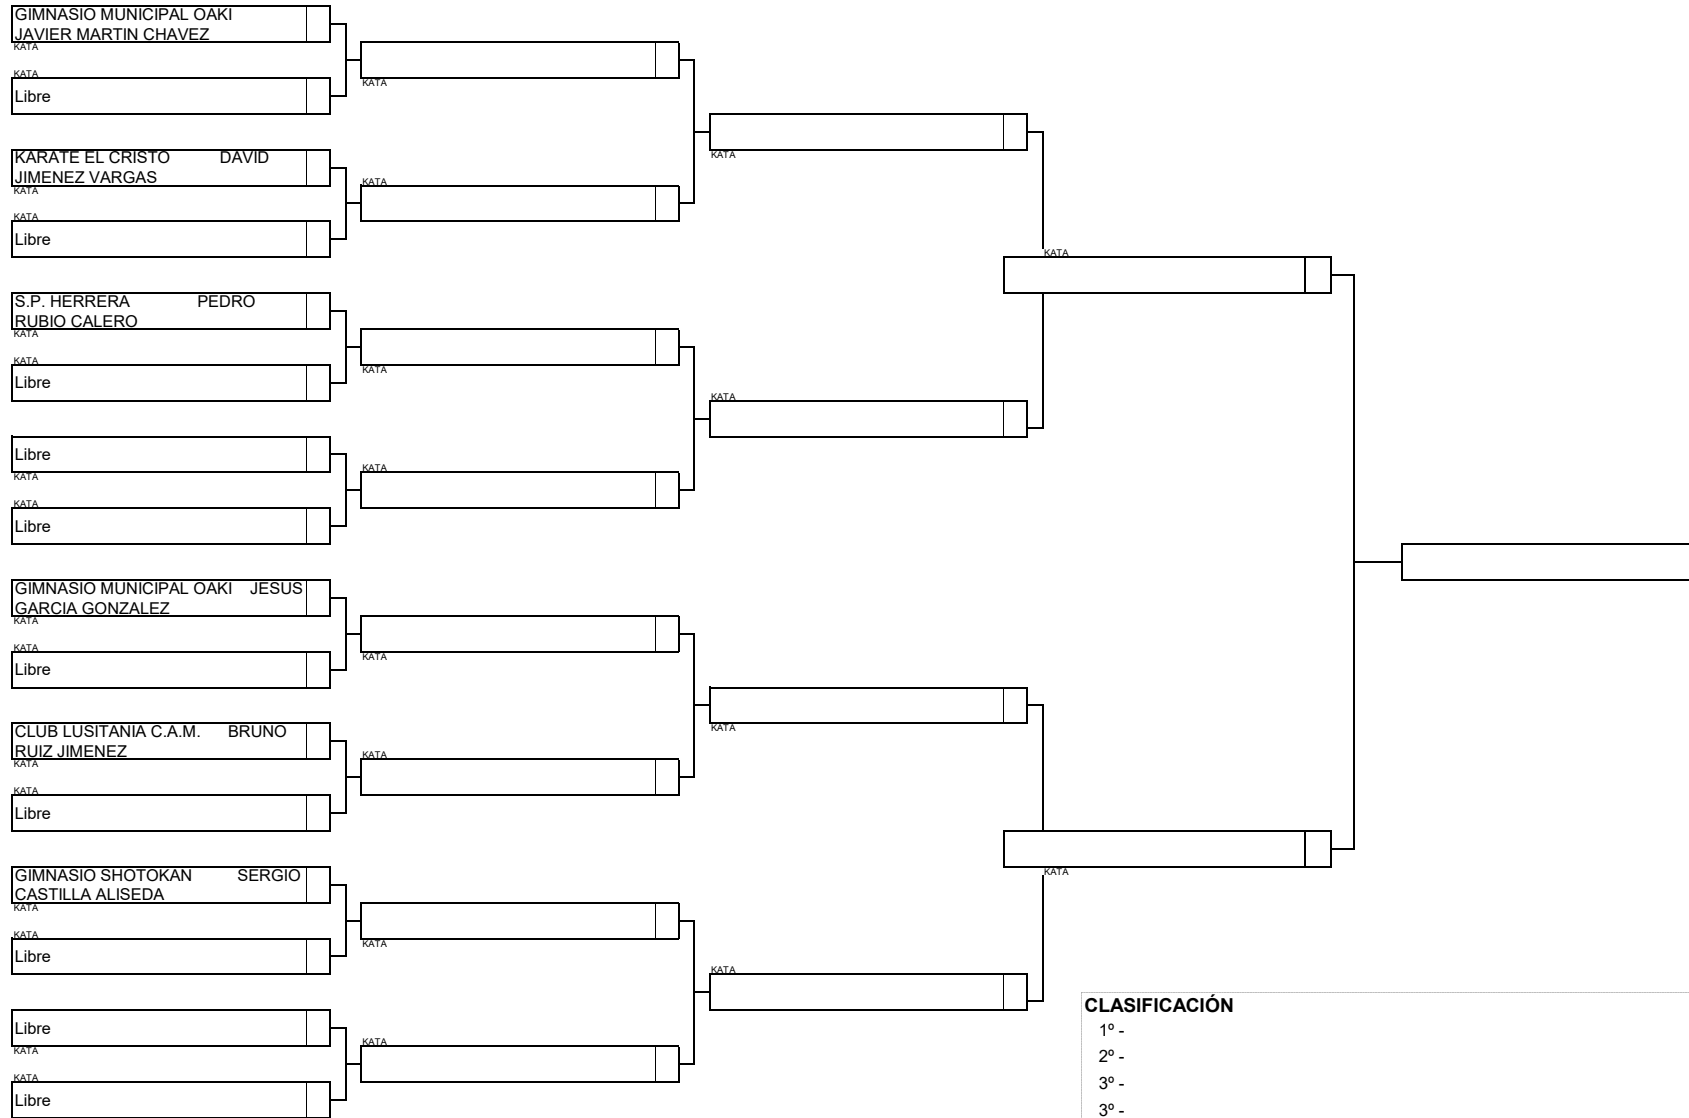 GIMNASIO MUNICIPAL OAKI
JAVIER MARTIN CHAVEZ
KATA
KATA
Libre
KARATE EL CRISTO DAVID
JIMENEZ VARGAS
KATA
KATA
Libre
S.P. HERRERA PEDRO
RUBIO CALERO
KATA
KATA
Libre
Libre
KATA
KATA
Libre
GIMNASIO MUNICIPAL OAKI JESUS
GARCIA GONZALEZ
KATA
KATA
Libre
CLUB LUSITANIA C.A.M. BRUNO
RUIZ JIMENEZ
KATA
KATA
Libre
GIMNASIO SHOTOKAN SERGIO
CASTILLA ALISEDA
KATA
KATA
Libre
Libre
KATA
KATA
Libre
KATA
KATA
KATA
KATA
KATA
KATA
KATA
KATA
KATA
KATA
KATA
KATA
KATA
KATA
CLASIFICACIÓN
1º -
2º -
3º -
3º -